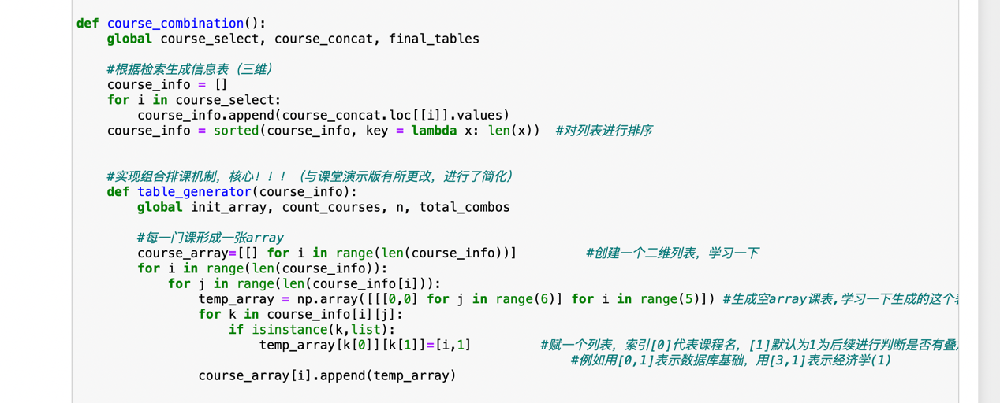 def course_combination():
    global course_select, course_concat, final_tables
    #根据检索生成信息表（三维）
    course_info = []
    for i in course_select:
        course_info.append(course_concat.loc[[i]].values)
    course_info = sorted(course_info, key = lambda x: len(x))  #对列表进行排序
    #实现组合排课机制，核心！！！（与课堂演示版有所更改，进行了简化）
    def table_generator(course_info):
        global init_array, count_courses, n, total_combos
        #每一门课形成一张array
        course_array=[[] for i in range(len(course_info))]         #创建一个二维列表，学习一下
        for i in range(len(course_info)):
            for j in range(len(course_info[i])):
                temp_array = np.array([[[0,0] for j in range(6)] for i in range(5)]) #生成空array课表,学习一下生成的这个
                for k in course_info[i][j]:
                    if isinstance(k,list):
                        temp_array[k[0]][k[1]]=[i,1]         #赋一个列表，索引[0]代表课程名，[1]默认为1为后续进行判断是否有叠
                                                             #例如用[0,1]表示数据库基础，用[3,1]表示经济学(1)
                course_array[i].append(temp_array)